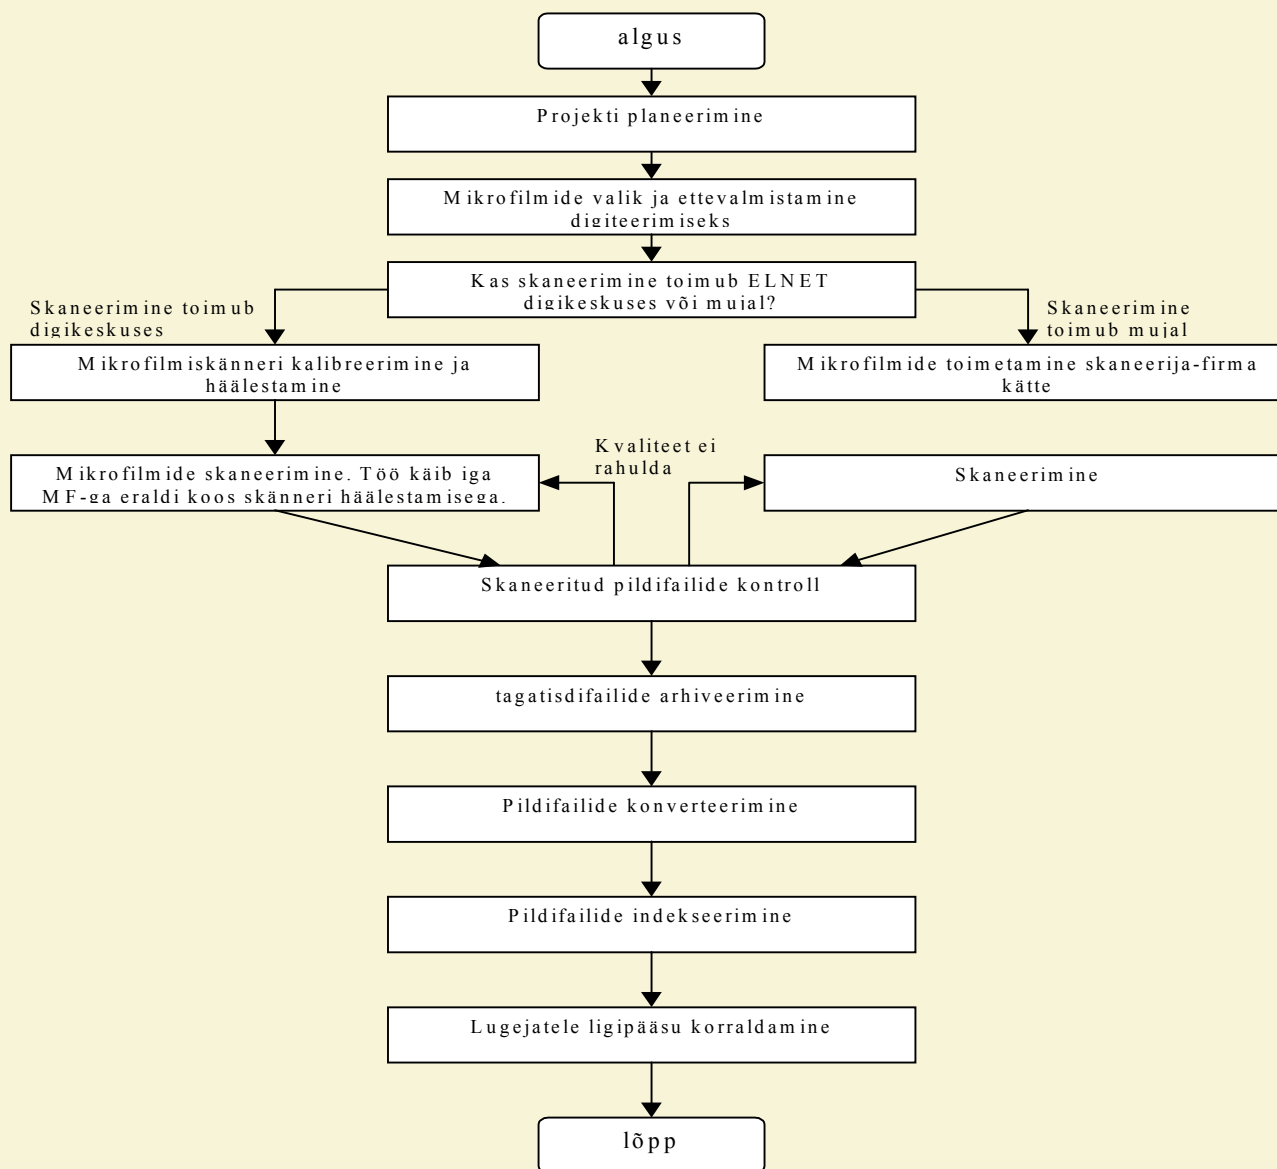 algus
Projekti planeerimine
Mikrofilmide valik ja ettevalmistamine
digiteerimiseks
Kas skaneerimine toimub ELNET
digikeskuses või mujal?
Skaneerimine toimub
digikeskuses
Skaneerimine
toimub mujal
Mikrofilmiskänneri kalibreerimine ja
häälestamine
Mikrofilmide toimetamine skaneerija-firma
kätte
Kvaliteet ei
rahulda
Mikrofilmide skaneerimine. Töö käib iga
MF-ga eraldi koos skänneri häälestamisega.
Skaneerimine
Skaneeritud pildifailide kontroll
tagatisdifailide arhiveerimine
Pildifailide konverteerimine
Pildifailide indekseerimine
Lugejatele ligipääsu korraldamine
lõpp